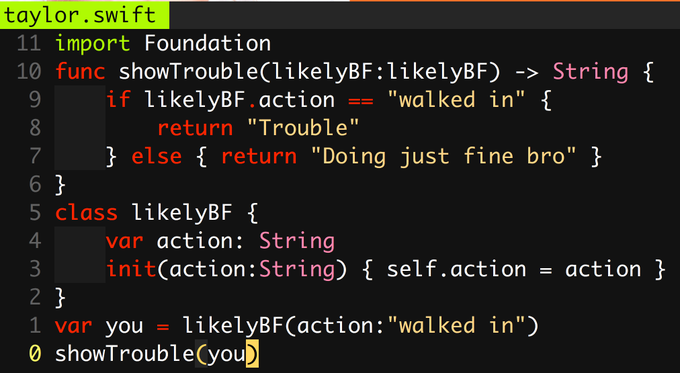 taylor.swift
11 import Foundation
10 func showTrouble(likelyBF:likelyBF) -> String {
9     if likelyBF.action == "walked in" {
8         return "Trouble"
7     } else { return "Doing just fine bro" }
6 }
5 class likelyBF {
4     var action: String
3     init(action:String) { self.action = action }
2 }
1 var you = likelyBF(action:"walked in")
0 showTrouble(you)